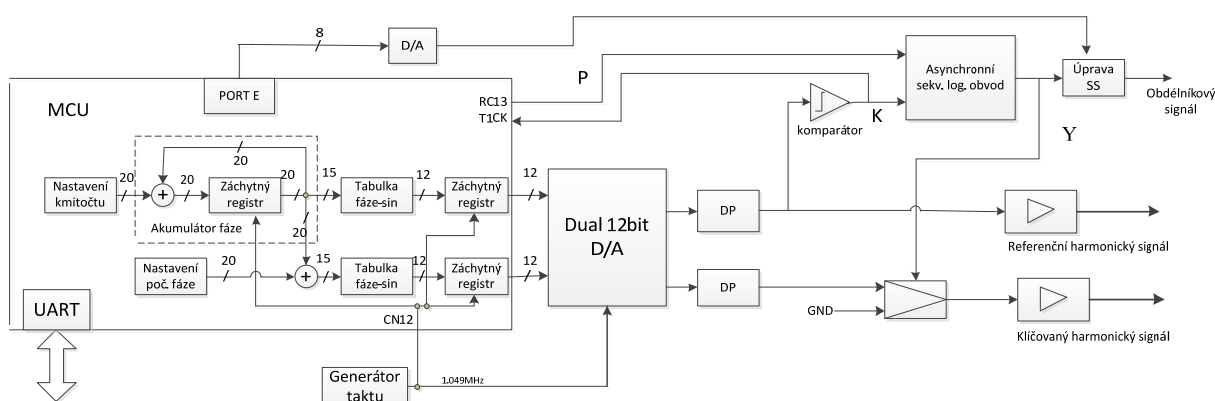 8
D/A
PORT E
MCU
RC13
T1CK
P
komparátor
K
Asynchronní
sekv. log. obvod
Úprava
SS
Obdélníkový
signál
Y
20
Nastavení
kmitočtu
20
20
Záchytný
registr
20
15
Tabulka
fáze-sin
12
Záchytný
registr
12
Akumulátor fáze
20
Nastavení
poč. fáze
20
15
Tabulka
fáze-sin
12
Záchytný
registr
12
Dual 12bit
D/A
DP
DP
Referenční harmonický signál
GND
Klíčovaný harmonický signál
UART
CN12
Generátor
taktu
1.049MHz